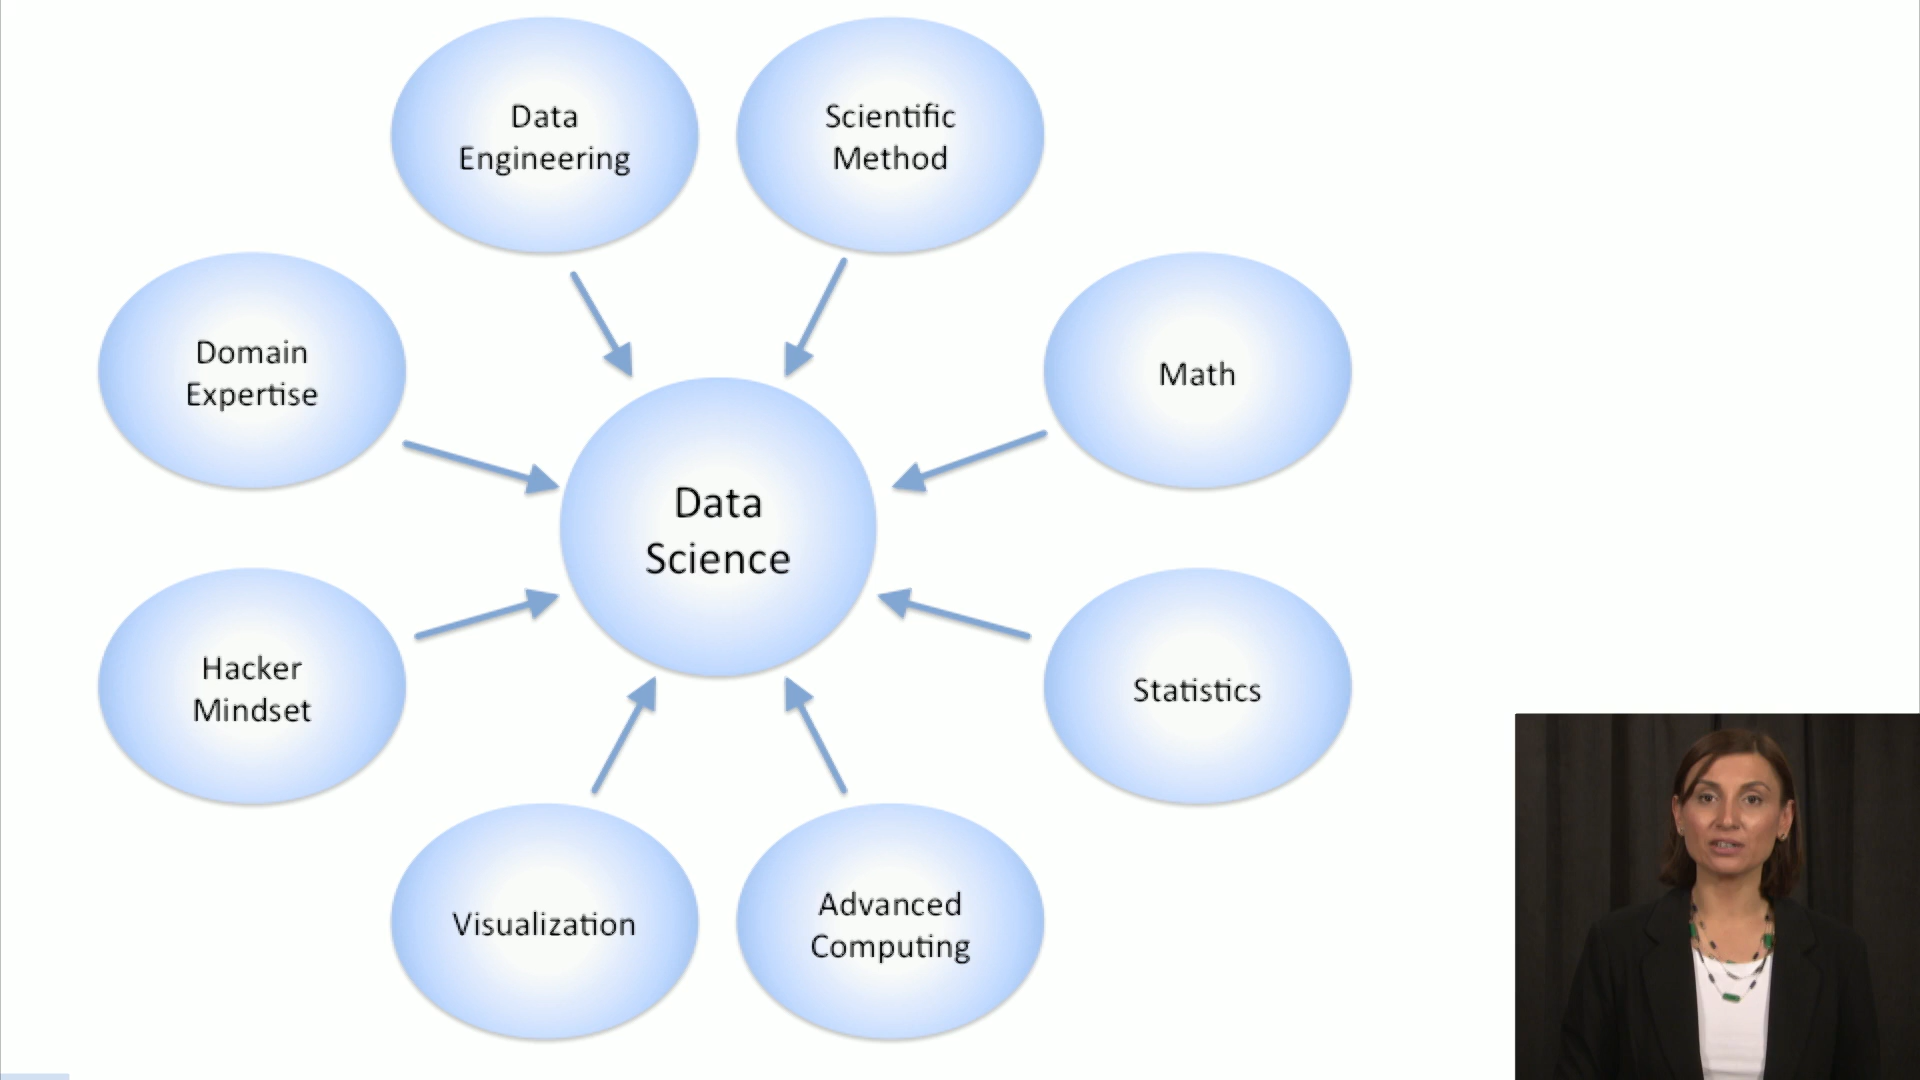 Data
Engineering
Scientific
Method
Domain
Expertise
Math
Data
Science
Hacker
Mindset
Statistics
Visualization
Advanced
Computing